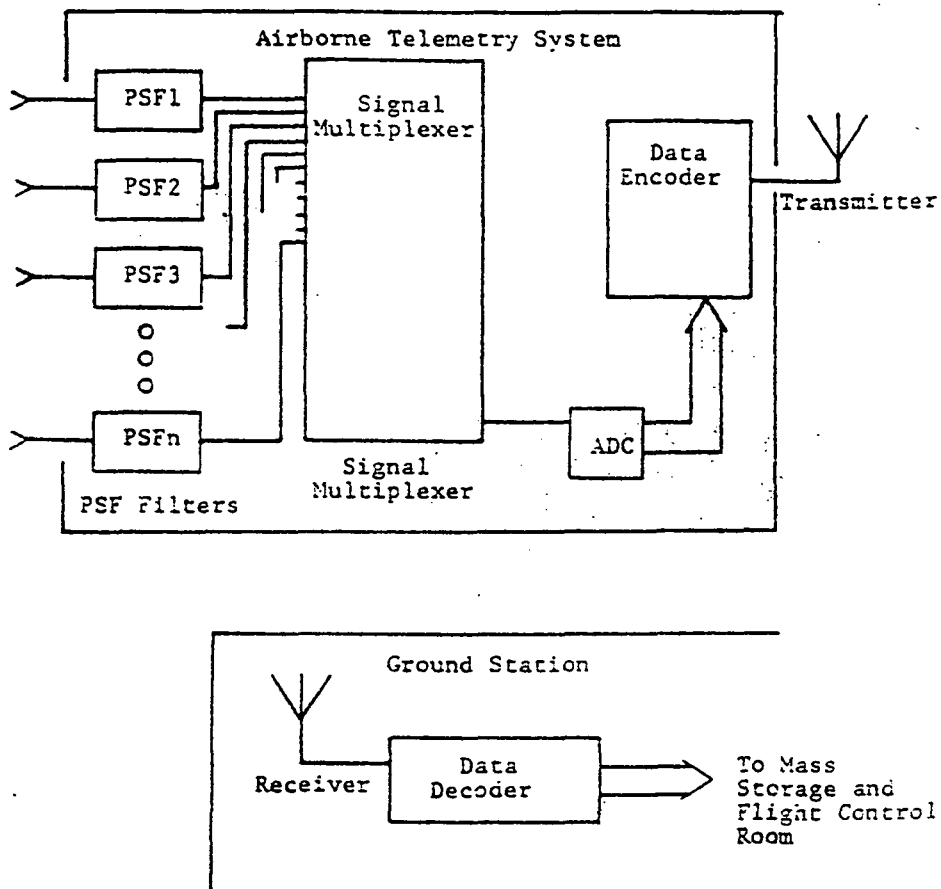 Airborne Telemetry System
PSF1
Signal
Multiplexer
Data
Encoder
PSF2
Transmitter
PSF3
PSFn
ADC
Signal
Multiplexer
PSF Filters
Ground Station
Receiver
Data
Decoder
To Mass
Storage and
Flight Control
Room